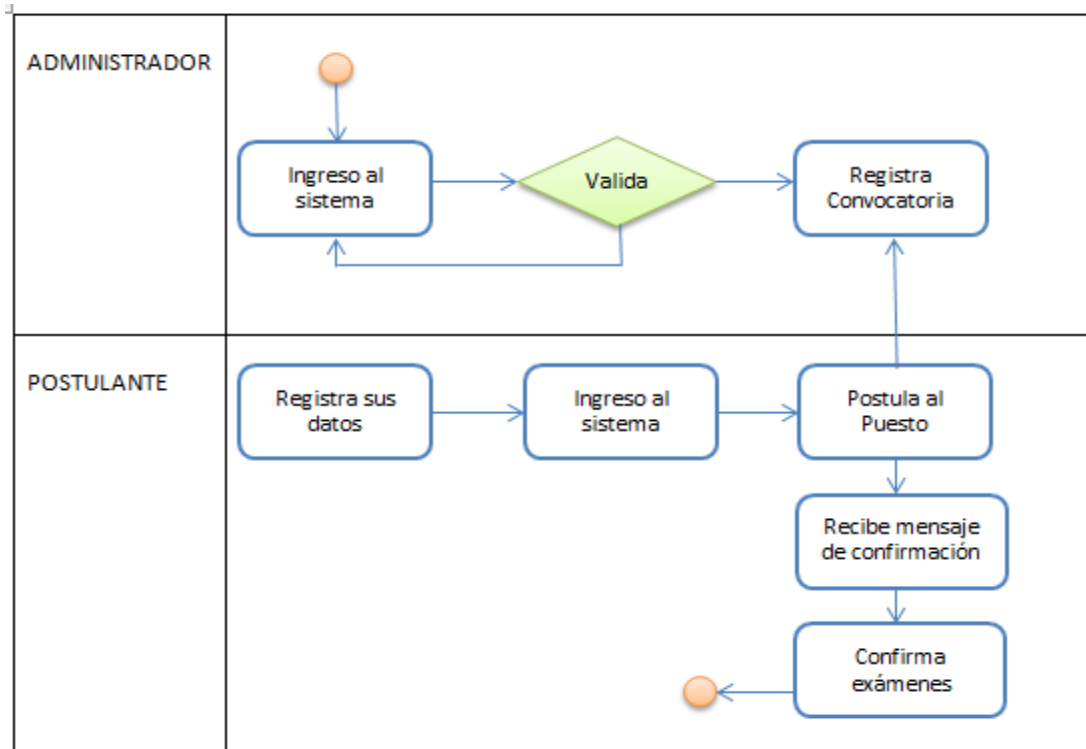 ADMINISTRADOR
Ingreso al
sistema
Valida
Registra
Convocatoria
POSTULANTE
Registra sus
datos
Ingreso al
sistema
Postula al
Puesto
Recibe mensaje
de confirmación
Confirma
exámenes